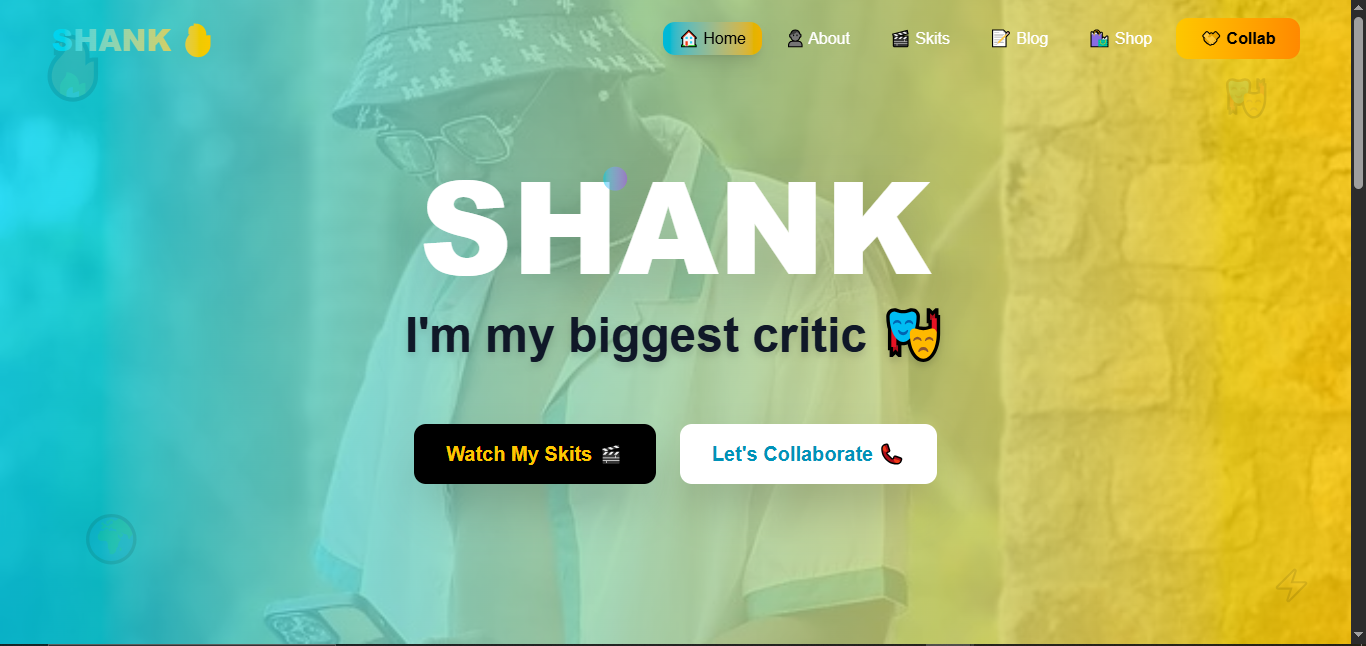 SHANK
Home
About
Skits
Blog
Shop
Collab
SHANK
I'm my biggest critic
Watch My Skits
Let's Collaborate